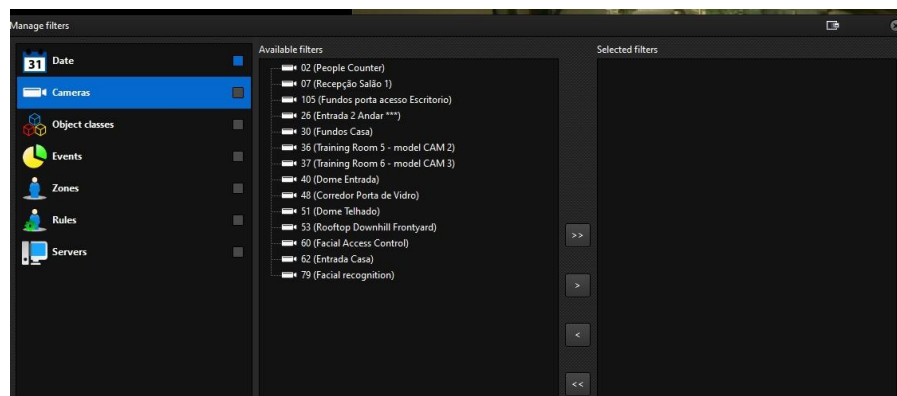 Manage filters
31 Date
Cameras
Object classes
Events
Zones
Rules
Servers
Available filters
02 (People Counter)
07 (Recepção Salão 1)
105 (Fundos porta acesso Escritorio)
26 (Entrada 2 Andar ***)
30 (Fundos Casa)
36 (Training Room 5 - model CAM 2)
37 (Training Room 6 - model CAM 3)
40 (Dome Entrada)
48 (Corredor Porta de Vidro)
51 (Dome Telhado)
53 (Rooftop Downhill Frontyard)
60 (Facial Access Control)
62 (Entrada Casa)
79 (Facial recognition)
>>
>
<
<<
Selected filters